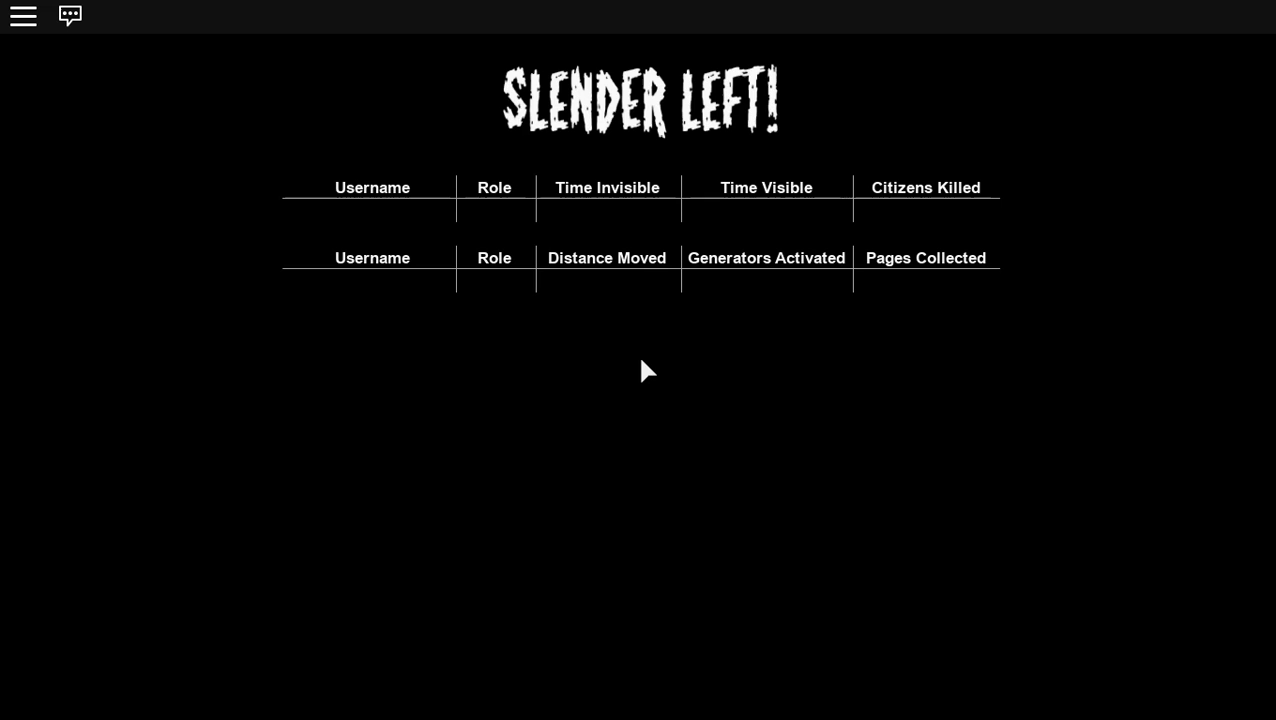 SLENDER LEFT!
Username Role Time Invisible Time Visible Citizens Killed
Username Role Distance Moved Generators Activated Pages Collected